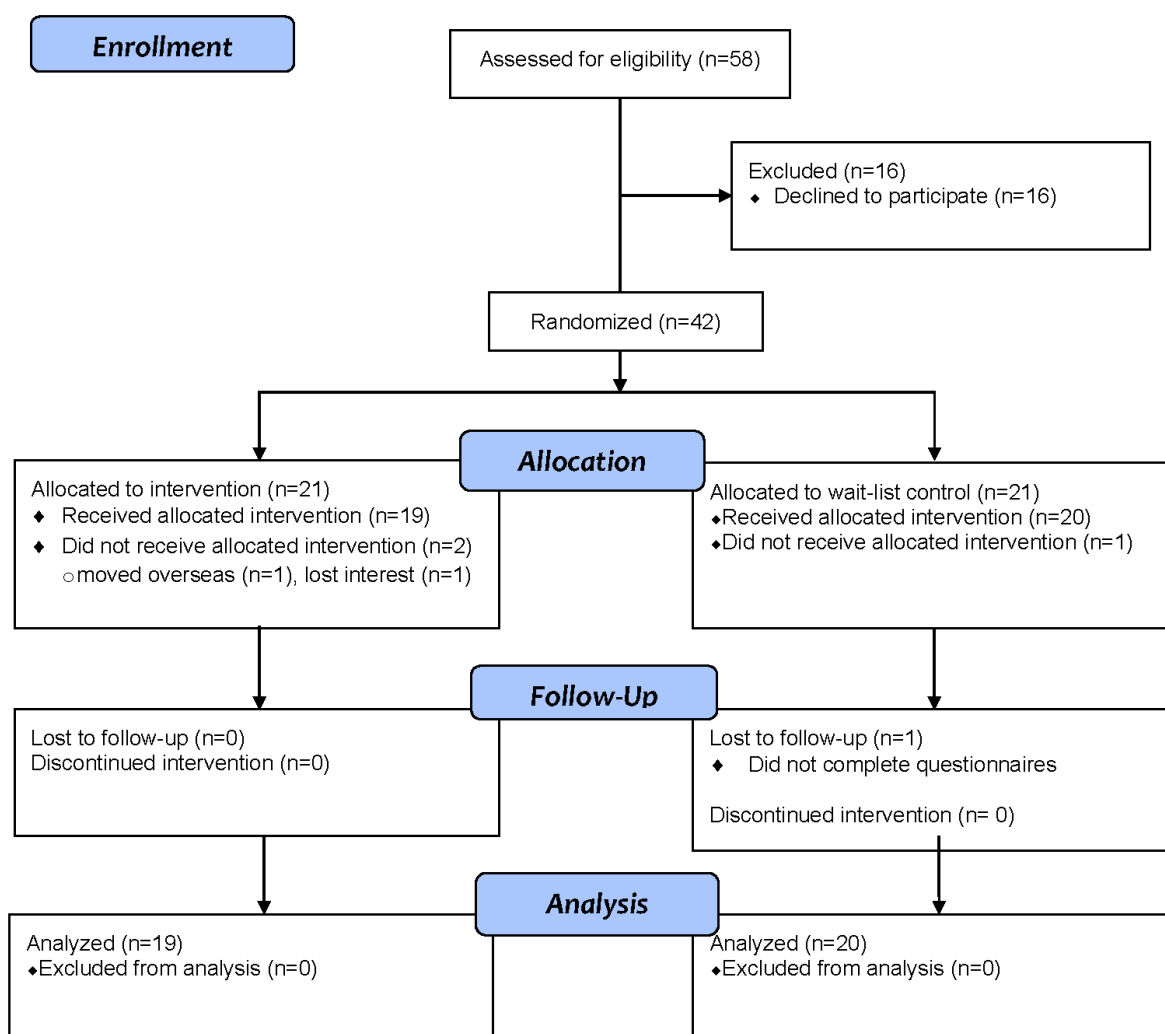 Enrollment
Assessed for eligibility (n=58)
Excluded (n=16)
⬥ Declined to participate (n=16)
Randomized (n=42)
Allocation
Allocated to intervention (n=21)
⬥ Received allocated intervention (n=19)
⬥ Did not receive allocated intervention (n=2)
○moved overseas (n=1), lost interest (n=1)
Allocated to wait-list control (n=21)
⬥Received allocated intervention (n=20)
⬥Did not receive allocated intervention (n=1)
Follow-Up
Lost to follow-up (n=0)
Discontinued intervention (n=0)
Lost to follow-up (n=1)
⬥ Did not complete questionnaires
Discontinued intervention (n= 0)
Analysis
Analyzed (n=19)
⬥Excluded from analysis (n=0)
Analyzed (n=20)
⬥Excluded from analysis (n=0)